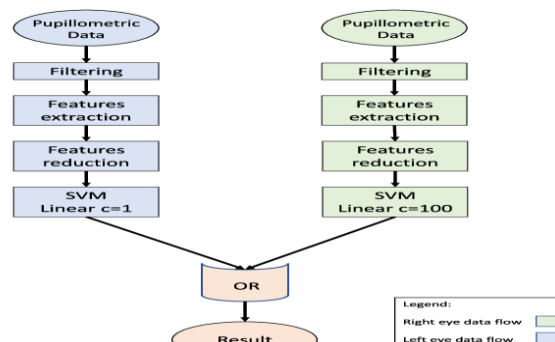 Pupillometric
Data
Filtering
Features
extraction
Features
reduction
SVM
Linear c=1
Pupillometric
Data
Filtering
Features
extraction
Features
reduction
SVM
Linear c=100
OR
Result
Legend:
Right eye data flow
Left eye data flow